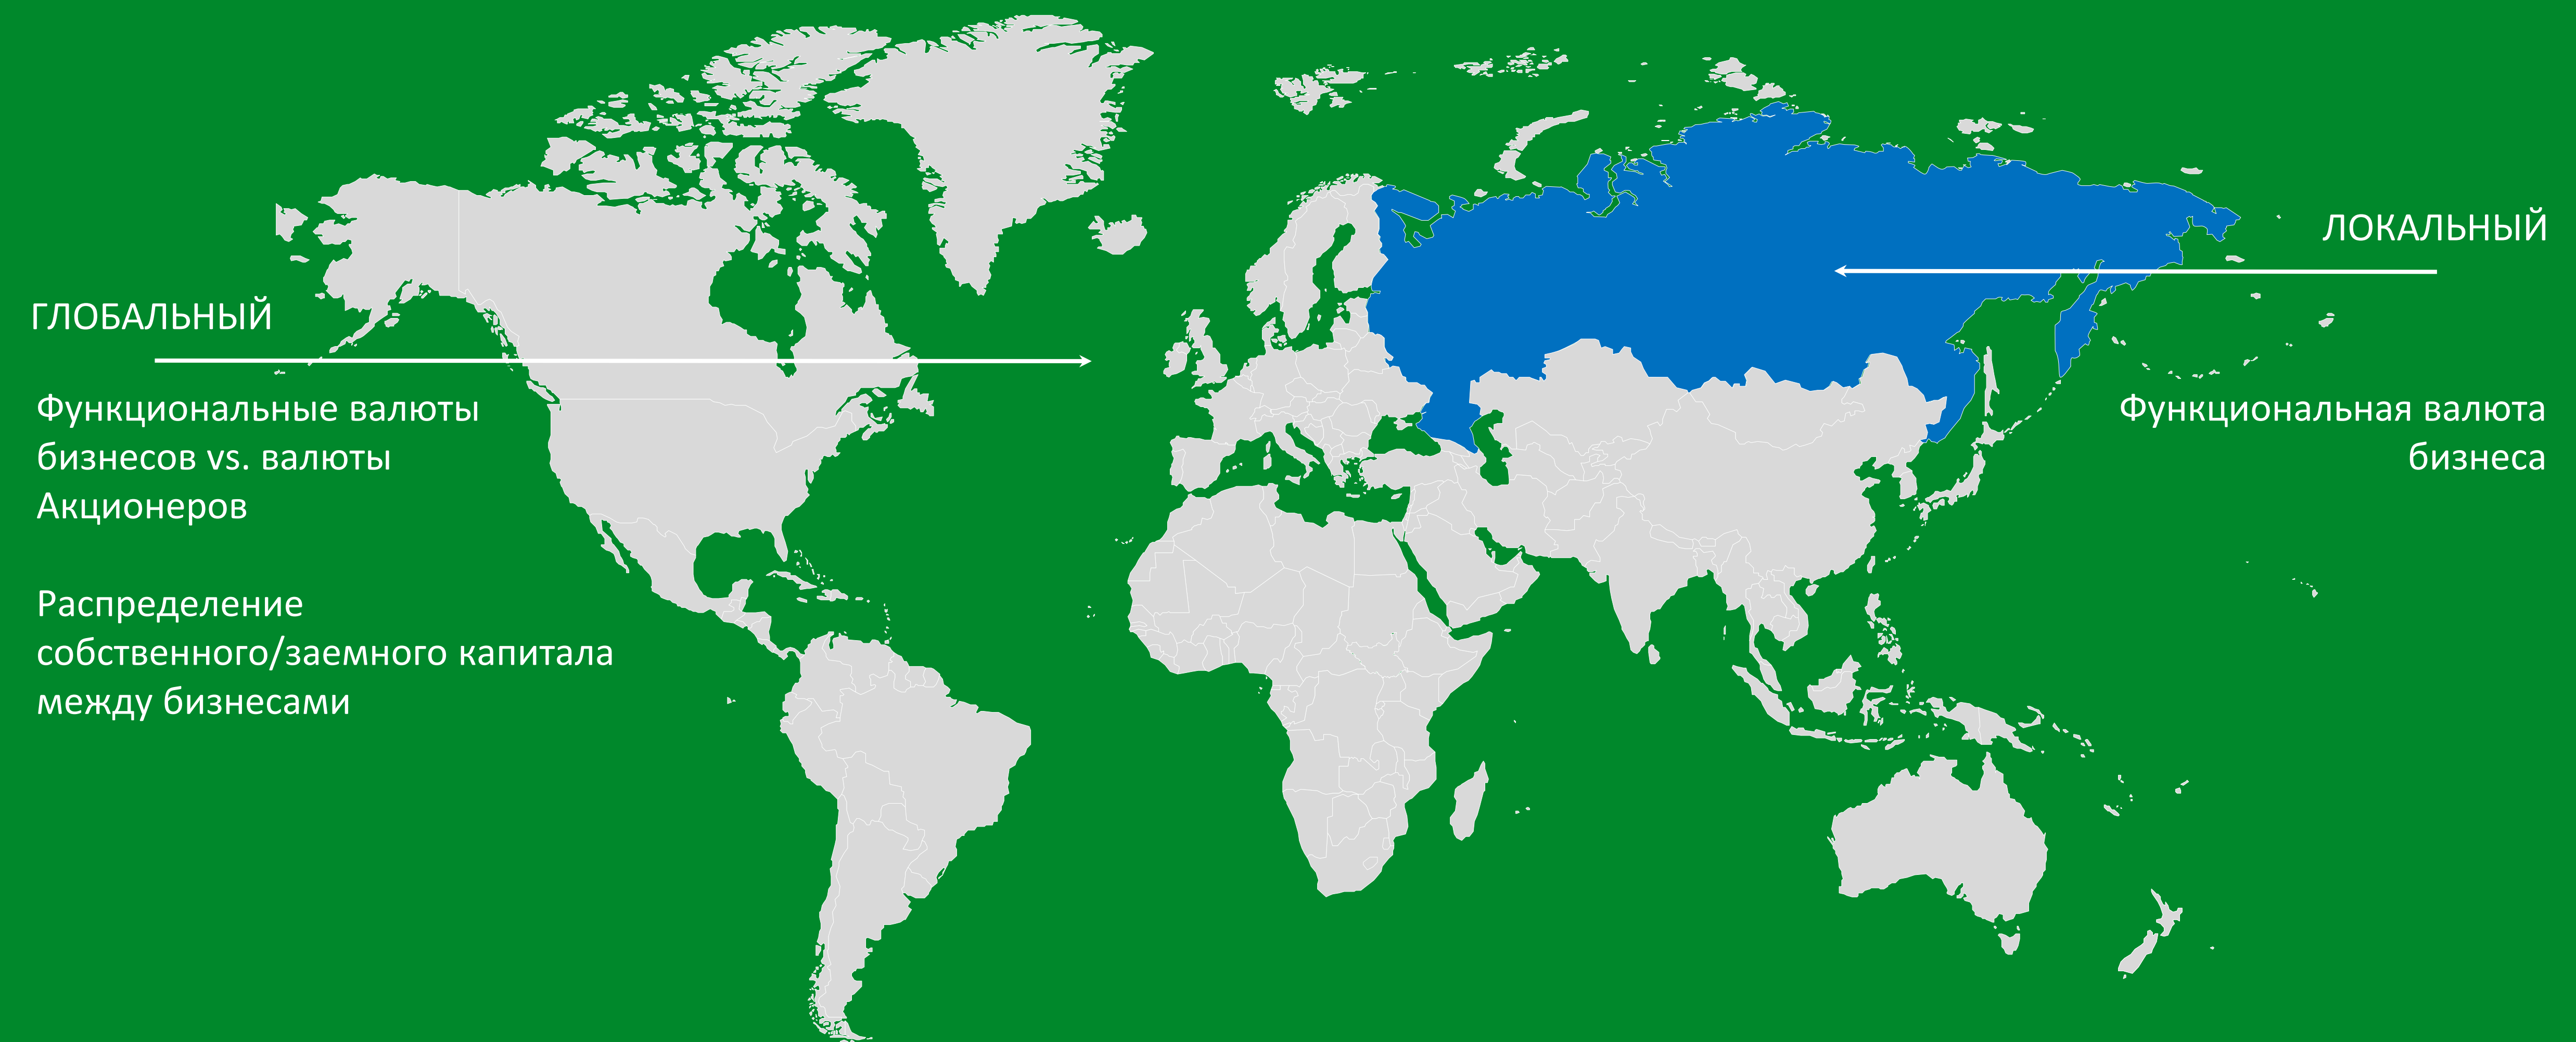 ГЛОБАЛЬНЫЙ
Функциональные валюты
бизнесов vs. валюты
Акционеров
Распределение
собственного/заемного капитала
между бизнесами
ЛОКАЛЬНЫЙ
Функциональная валюта
бизнеса